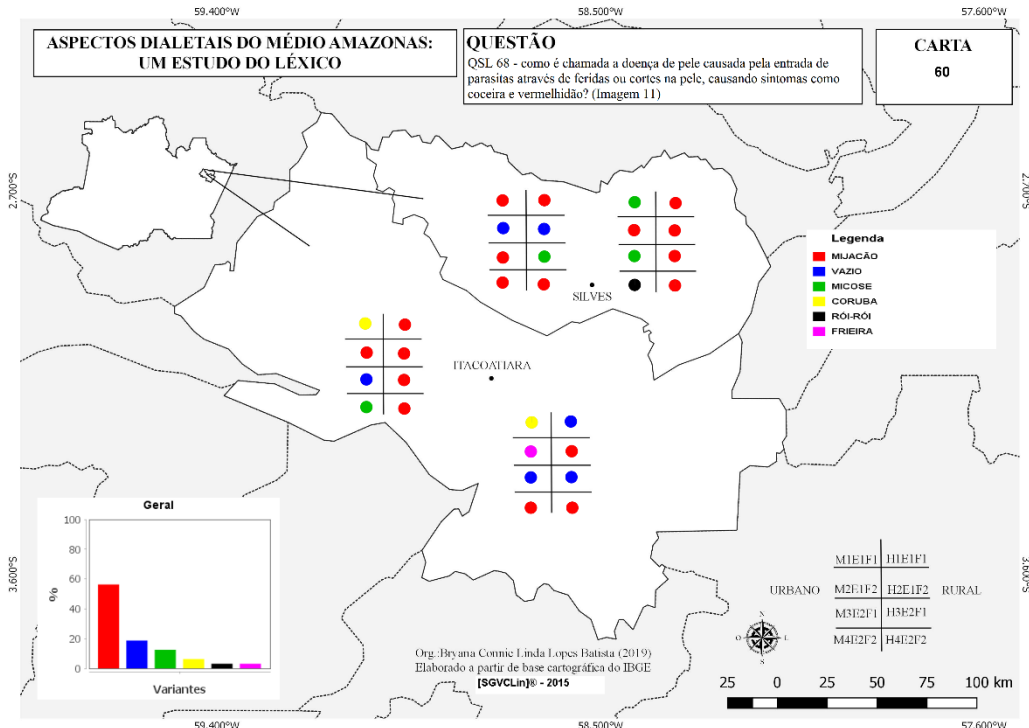 59.400°W
58.500°W
57.600°W
ASPECTOS DIALETAIS DO MÉDIO AMAZONAS:
UM ESTUDO DO LÉXICO
QUESTÃO
QSL 68 - como é chamada a doença de pele causada pela entrada de
parasitas através de feridas ou cortes na pele, causando sintomas como
coceira e vermelhidão? (Imagem 11)
CARTA
60
2.700°S
2.700°S
Legenda
MIJACÃO
VAZIO
MICOSE
CORUBA
RÓI-RÓI
FRIEIRA
SILVES
ITACOATIARA
Geral
100
80
60
40
20
0
%
Variantes
3.600°S
3.600°S
M1E1F1 H1E1F1
URBANO M2E1F2 H2E1F2 RURAL
M3E2F1 H3E2F1
M4E2F2 H4E2F2
N
O L
S
Org.:Bryana Connie Linda Lopes Batista (2019)
Elaborado a partir de base cartográfica do IBGE
[SGVCLin]® - 2015
25 0 25 50 75 100 km
59.400°W
58.500°W
57.600°W